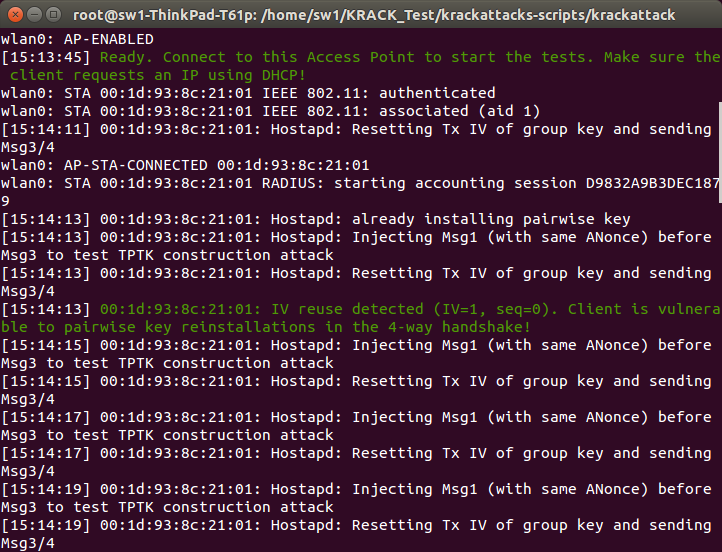 root@sw1-ThinkPad-T61p: /home/sw1/KRACK_Test/krackattacks-scripts/krackattack
wlan0: AP-ENABLED
[15:13:45] Ready. Connect to this Access Point to start the tests. Make sure the
 client requests an IP using DHCP!
wlan0: STA 00:1d:93:8c:21:01 IEEE 802.11: authenticated
wlan0: STA 00:1d:93:8c:21:01 IEEE 802.11: associated (aid 1)
[15:14:11] 00:1d:93:8c:21:01: Hostapd: Resetting Tx IV of group key and sending
Msg3/4
wlan0: AP-STA-CONNECTED 00:1d:93:8c:21:01
wlan0: STA 00:1d:93:8c:21:01 RADIUS: starting accounting session D9832A9B3DEC187
9
[15:14:13] 00:1d:93:8c:21:01: Hostapd: already installing pairwise key
[15:14:13] 00:1d:93:8c:21:01: Hostapd: Injecting Msg1 (with same ANonce) before
Msg3 to test TPTK construction attack
[15:14:13] 00:1d:93:8c:21:01: Hostapd: Resetting Tx IV of group key and sending
Msg3/4
[15:14:13] 00:1d:93:8c:21:01: IV reuse detected (IV=1, seq=0). Client is vulnera
ble to pairwise key reinstallations in the 4-way handshake!
[15:14:15] 00:1d:93:8c:21:01: Hostapd: Injecting Msg1 (with same ANonce) before
Msg3 to test TPTK construction attack
[15:14:15] 00:1d:93:8c:21:01: Hostapd: Resetting Tx IV of group key and sending
Msg3/4
[15:14:17] 00:1d:93:8c:21:01: Hostapd: Injecting Msg1 (with same ANonce) before
Msg3 to test TPTK construction attack
[15:14:17] 00:1d:93:8c:21:01: Hostapd: Resetting Tx IV of group key and sending
Msg3/4
[15:14:19] 00:1d:93:8c:21:01: Hostapd: Injecting Msg1 (with same ANonce) before
Msg3 to test TPTK construction attack
[15:14:19] 00:1d:93:8c:21:01: Hostapd: Resetting Tx IV of group key and sending
Msg3/4